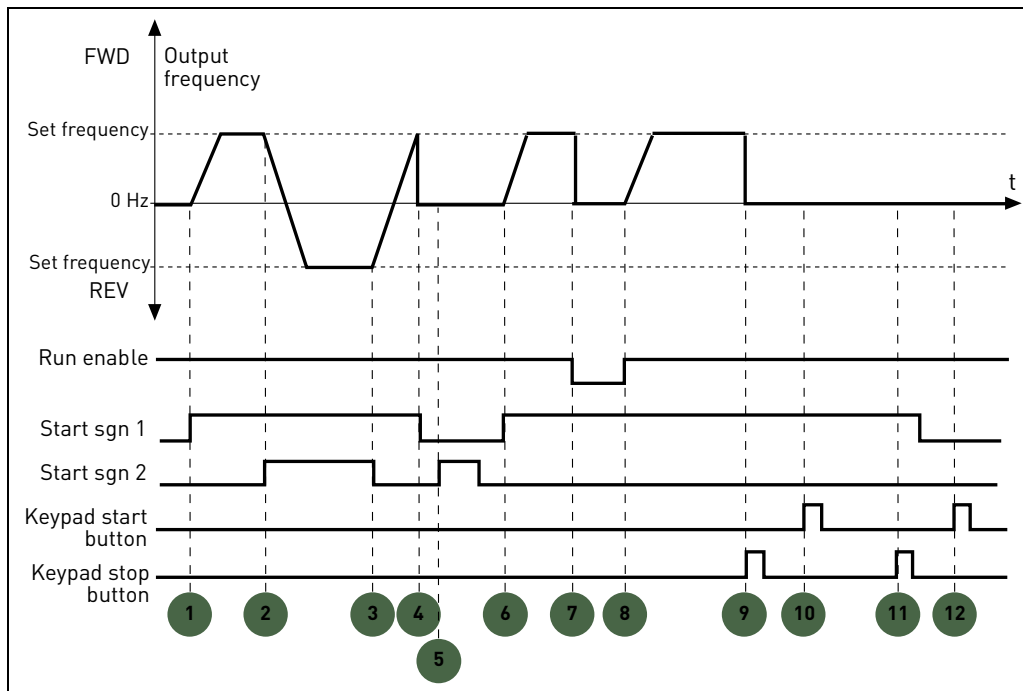 FWD
Output
frequency
Set frequency
0 Hz
t
Set frequency
REV
Run enable
Start sgn 1
Start sgn 2
Keypad start
button
Keypad stop
button
1
2
3
4
6
7
8
9
10
11
12
5